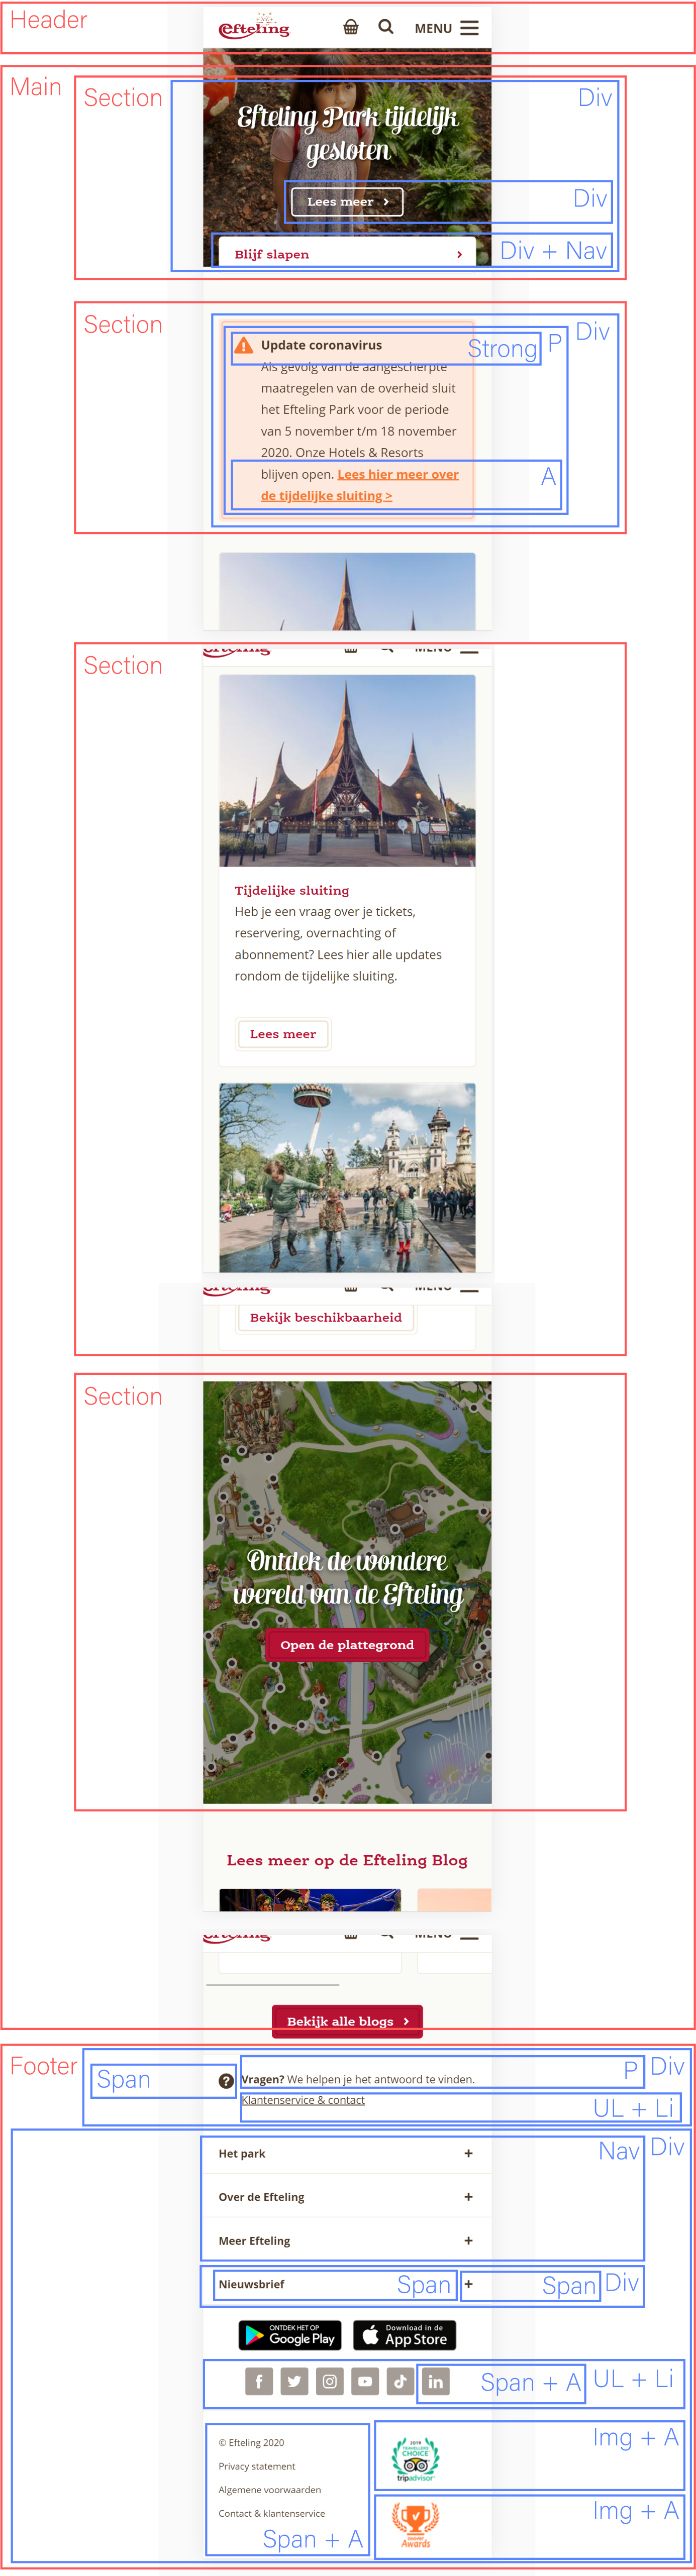 Header
Efteling
MENU
Main
Section
Div
Efteling Park tijdelijk
gesloten
Lees meer
Div
Blijf slapen
Div + Nav
Section
Div
Update coronavirus
Strong
P
Als gevolg van de aangescherpte
maatregelen van de overheid sluit
het Efteling Park voor de periode
van 5 november t/m 18 november
2020. Onze Hotels & Resorts
blijven open. Lees hier meer over
de tijdelijke sluiting >
A
Section
Efteling
MENU
Tijdelijke sluiting
Heb je een vraag over je tickets,
reservering, overnachting of
abonnement? Lees hier alle updates
rondom de tijdelijke sluiting.
Lees meer
Efteling
MENU
Bekijk beschikbaarheid
Section
Ontdek de wondere
wereld van de Efteling
Open de plattegrond
Lees meer op de Efteling Blog
Efteling
MENU
Bekijk alle blogs
Footer
Span
? Vragen? We helpen je het antwoord te vinden.
P
Div
Klantenservice & contact
UL + Li
Het park +
Nav
Div
Over de Efteling +
Meer Efteling +
Nieuwsbrief +
Span
Span
Div
ONTDEK HET OP
Google Play
Download in de
App Store
Span + A
UL + Li
© Efteling 2020
Privacy statement
Algemene voorwaarden
Contact & klantenservice
Span + A
2019
TRAVELLERS'
CHOICE
tripadvisor
Img + A
Awards
Img + A